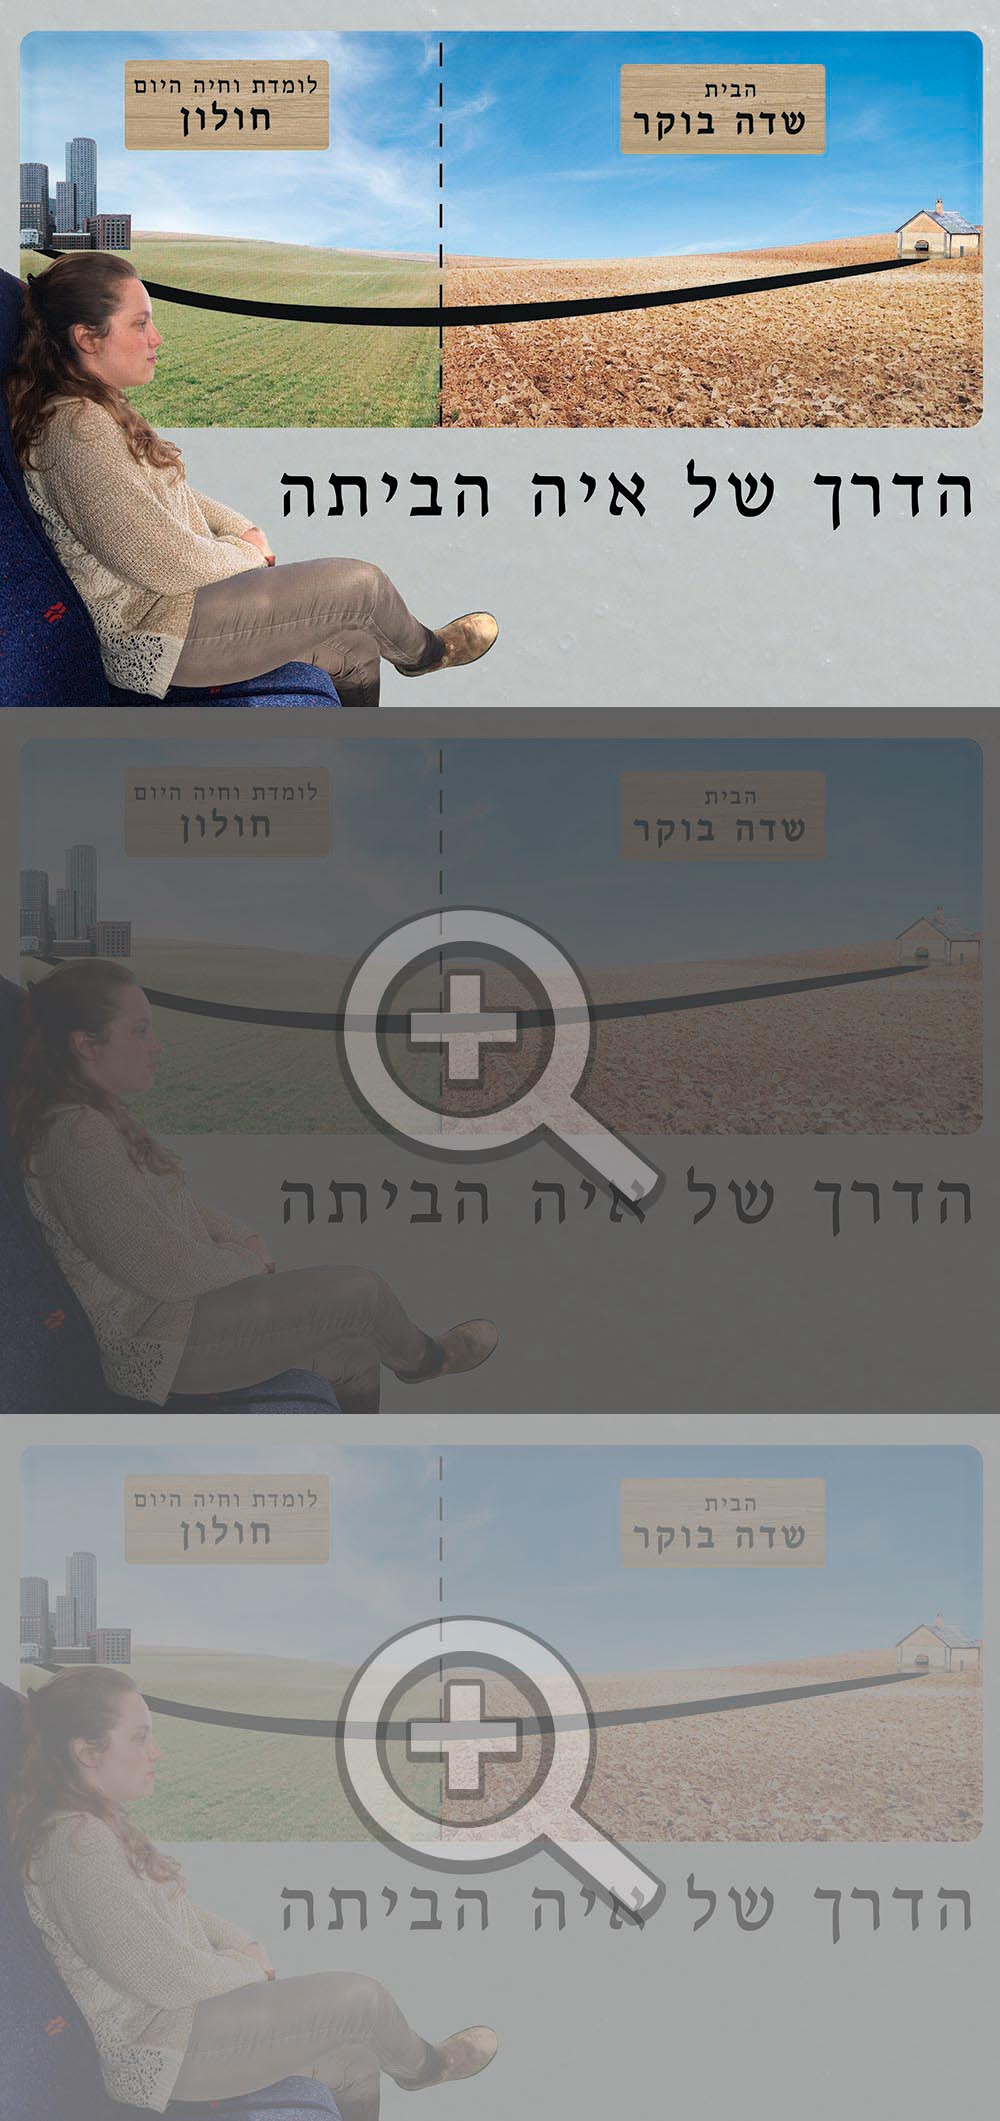 הבית
שדה בוקר
לומדת וחיה היום
חולון
הדרך של איה הביתה
הבית
שדה בוקר
לומדת וחיה היום
חולון
הדרך של איה הביתה
הבית
שדה בוקר
לומדת וחיה היום
חולון
הדרך של איה הביתה